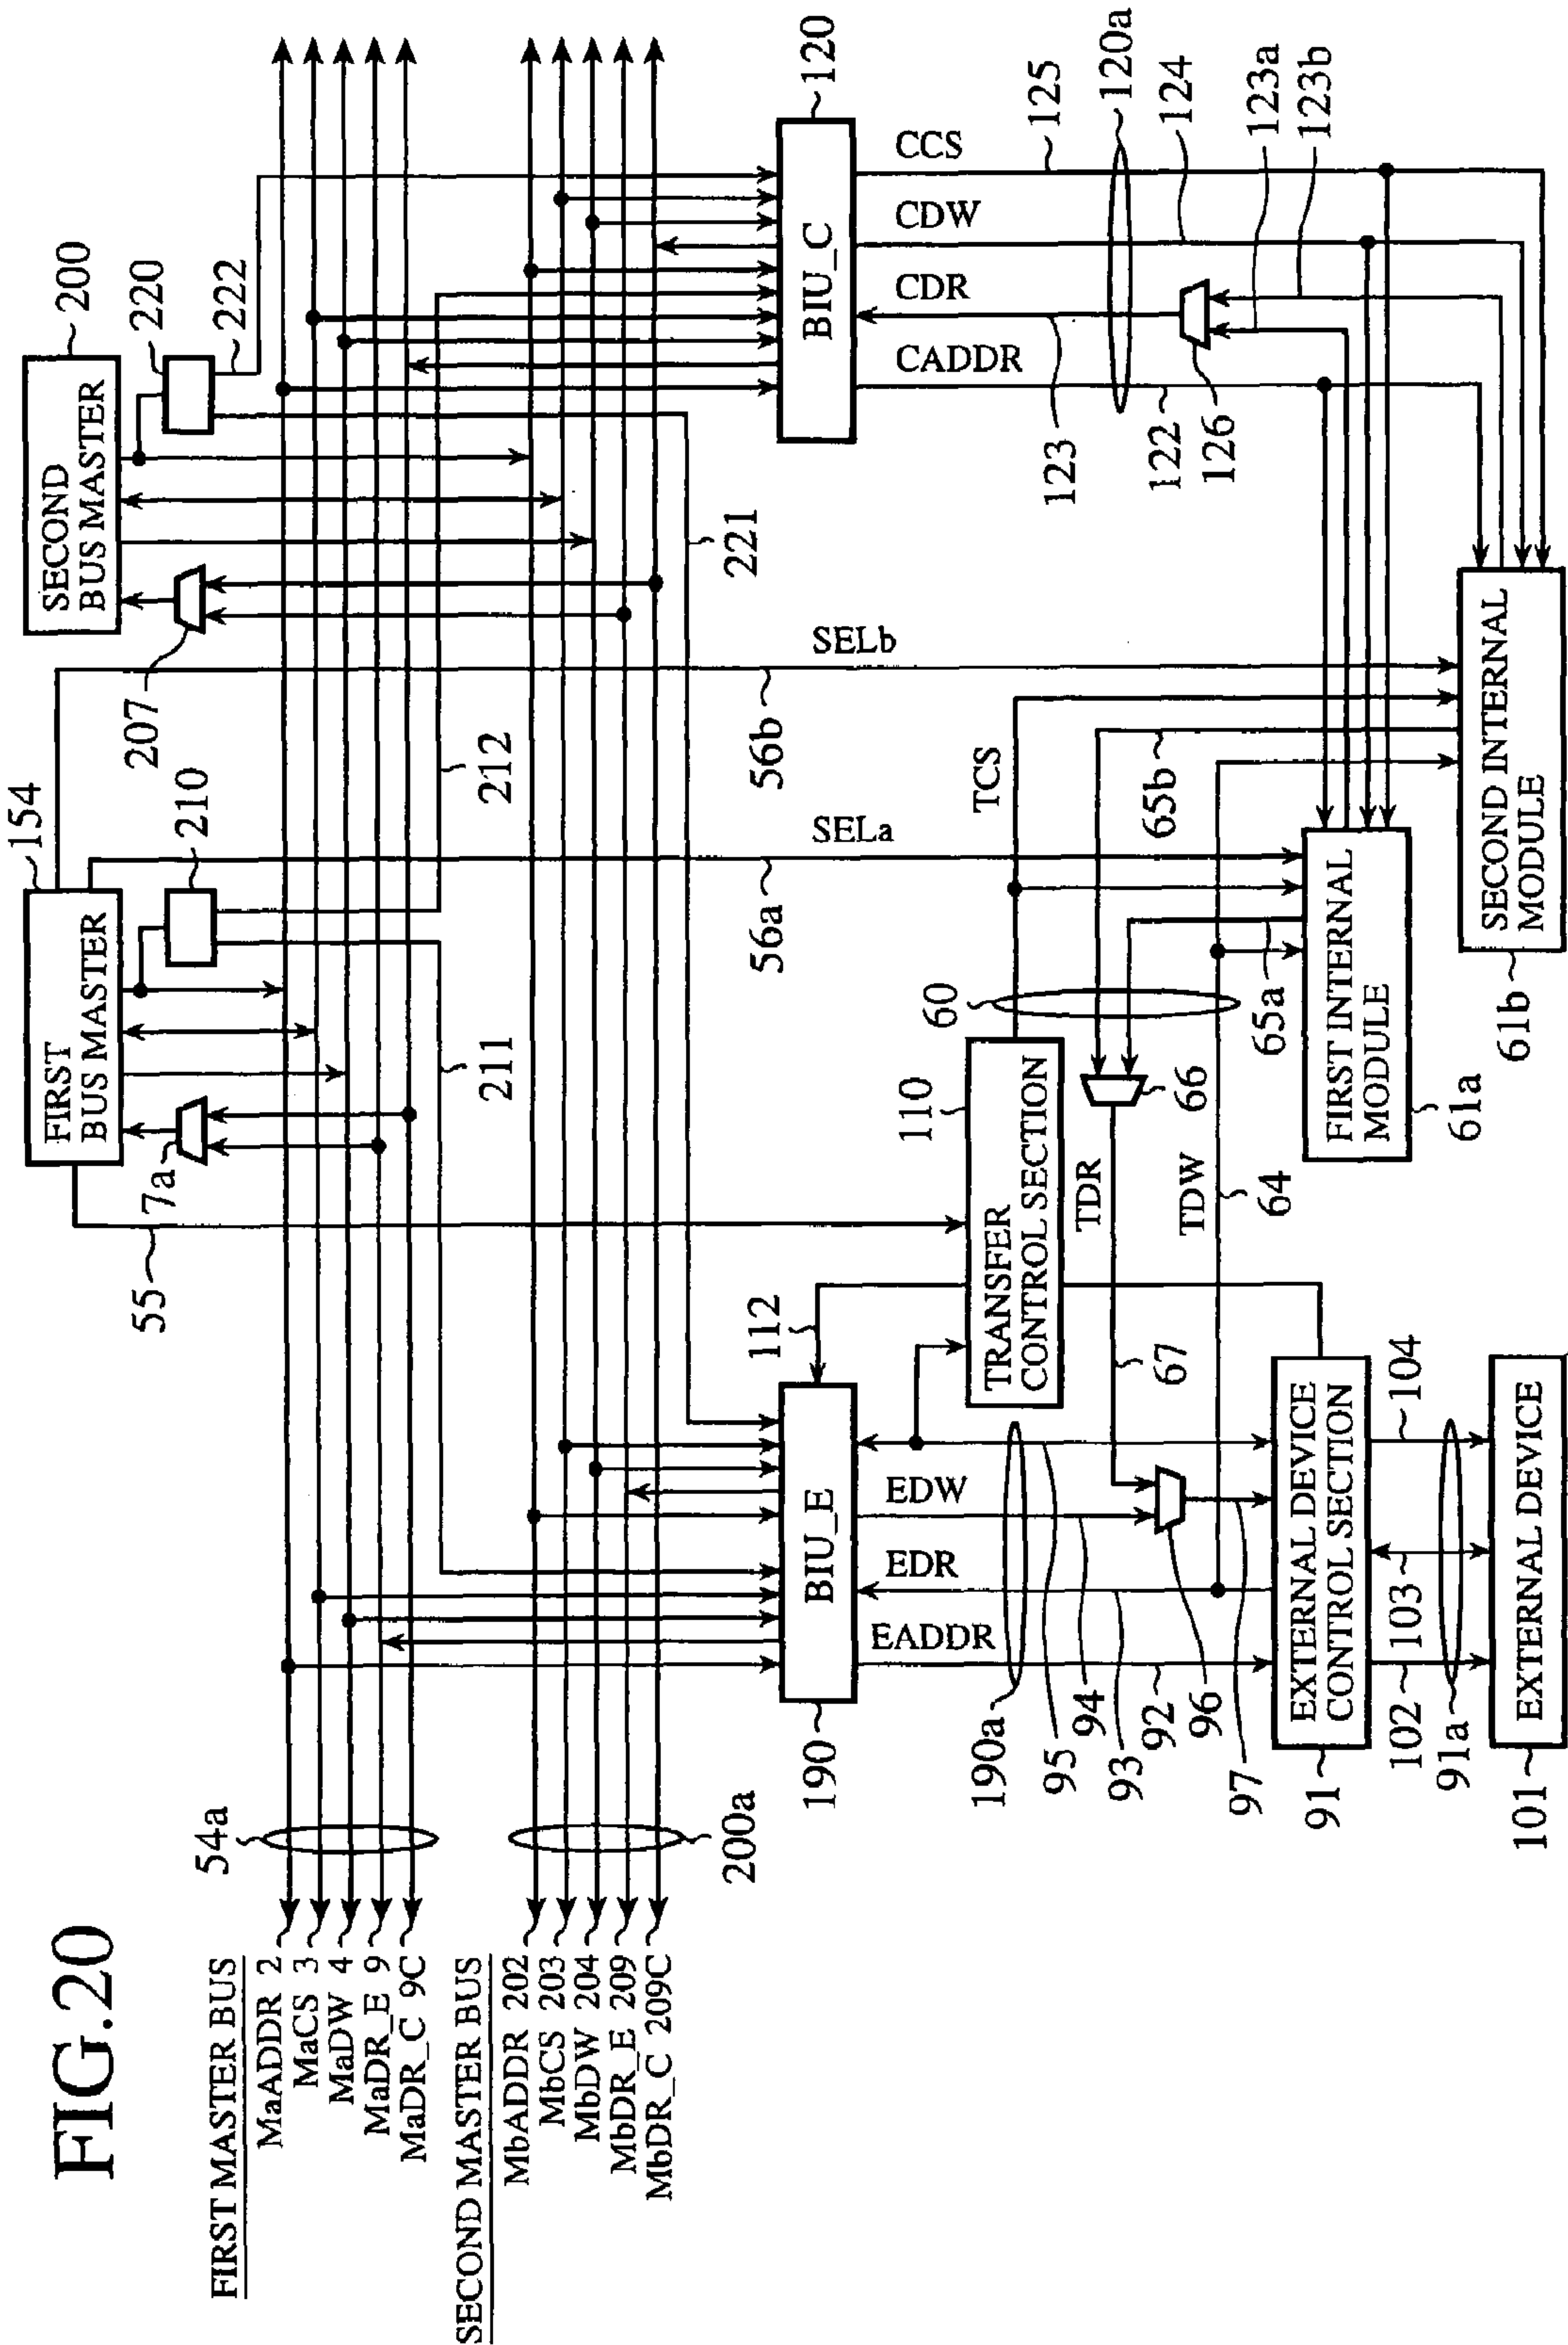 FIG.20
FIRST MASTER BUS
MaADDR 2
MaCS 3
MaDW 4
MaDR_E 9
MaDR_C 9C
54a
SECOND MASTER BUS
MbADDR 202
MbCS 203
MbDW 204
MbDR_E 209
MbDR_C 209C
200a
FIRST
BUS MASTER
154
55
7a
210
211
212
SECOND
BUS MASTER
200
207
220
222
221
SELa
56a
SELb
56b
BIU_E
190
112
EADDR
EDR
EDW
190a
95
94
93
92
96
97
BIU_C
120
CADDR
CDR
CDW
CCS
120a
125
124
123a
123b
123
122
126
TRANSFER
CONTROL SECTION
110
60
TCS
TDR
TDW
66
67
64
65a
65b
EXTERNAL DEVICE
CONTROL SECTION
91
102
103
104
91a
EXTERNAL DEVICE
101
FIRST INTERNAL
MODULE
61a
SECOND INTERNAL
MODULE
61b